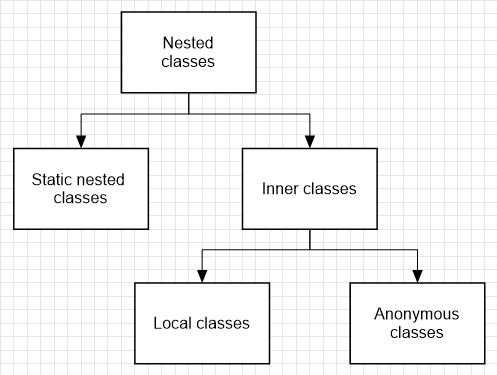 Nested
classes
Static nested
classes
Inner classes
Local classes
Anonymous
classes